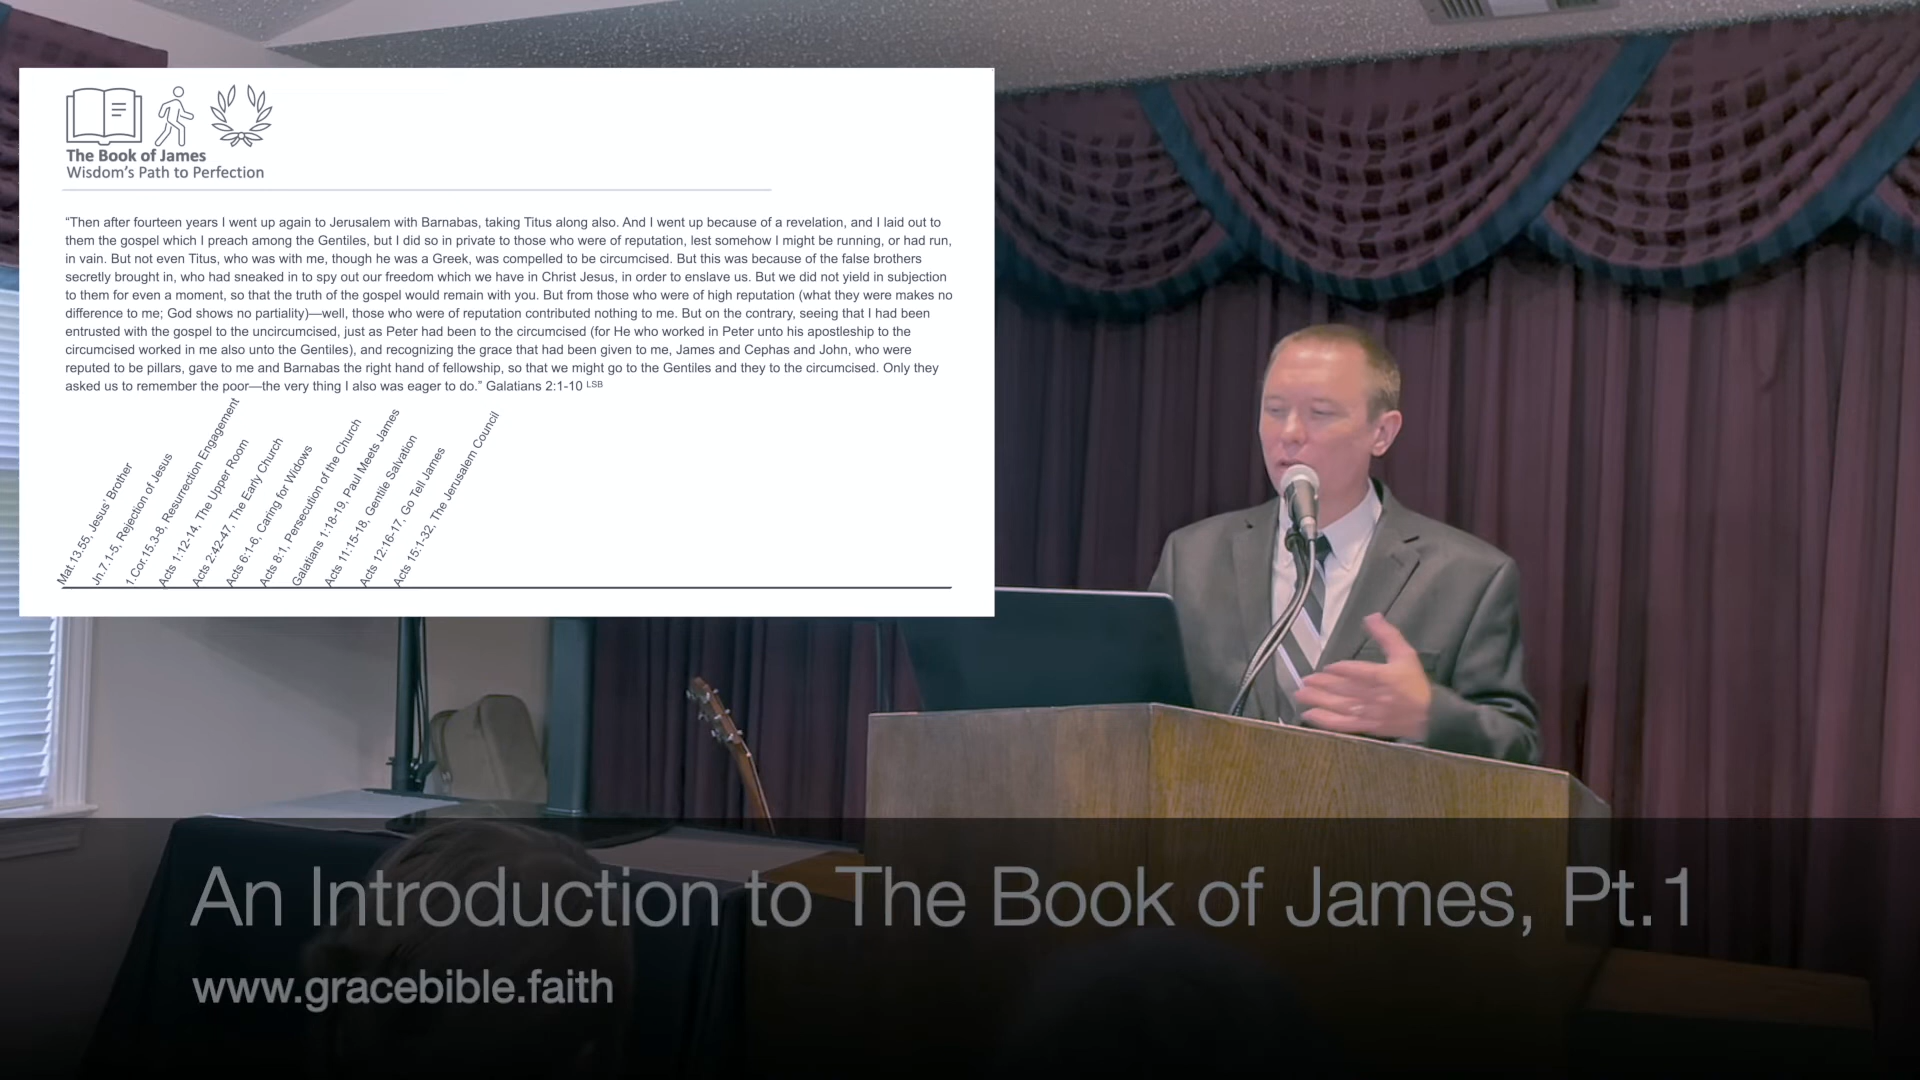 The Book of James
Wisdom's Path to Perfection
“Then after fourteen years I went up again to Jerusalem with Barnabas, taking Titus along also. And I went up because of a revelation, and I laid out to
them the gospel which I preach among the Gentiles, but I did so in private to those who were of reputation, lest somehow I might be running, or had run,
in vain. But not even Titus, who was with me, though he was a Greek, was compelled to be circumcised. But this was because of the false brothers
secretly brought in, who had sneaked in to spy out our freedom which we have in Christ Jesus, in order to enslave us. But we did not yield in subjection
to them for even a moment, so that the truth of the gospel would remain with you. But from those who were of high reputation (what they were makes no
difference to me; God shows no partiality)—well, those who were of reputation contributed nothing to me. But on the contrary, seeing that I had been
entrusted with the gospel to the uncircumcised, just as Peter had been to the circumcised (for He who worked in Peter unto his apostleship to the
circumcised worked in me also unto the Gentiles), and recognizing the grace that had been given to me, James and Cephas and John, who were
reputed to be pillars, gave to me and Barnabas the right hand of fellowship, so that we might go to the Gentiles and they to the circumcised. Only they
asked us to remember the poor—the very thing I also was eager to do.” Galatians 2:1-10 LSB
Mat.13.55, Jesus' Brother
Jn.7.1-5, Rejection of Jesus
1.Cor.15.3-8, Resurrection Engagement
Acts 1:12-14, The Upper Room
Acts 2:42-47, The Early Church
Acts 6:1-6, Caring for Widows
Acts 8:1, Persecution of the Church
Galatians 1:18-19, Paul Meets James
Acts 11:15-18, Gentile Salvation
Acts 12:16-17, Go Tell James
Acts 15:1-32, The Jerusalem Council
An Introduction to The Book of James, Pt.1
www.gracebible.faith